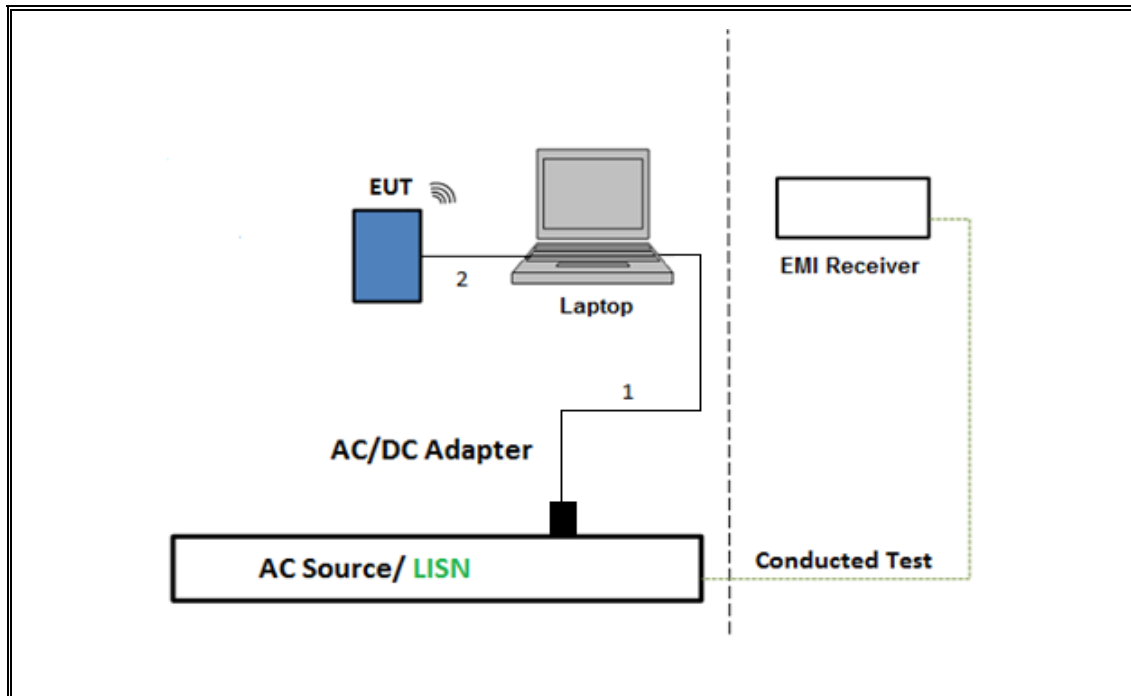 EUT
2
Laptop
EMI Receiver
1
AC/DC Adapter
AC Source/ LISN
Conducted Test